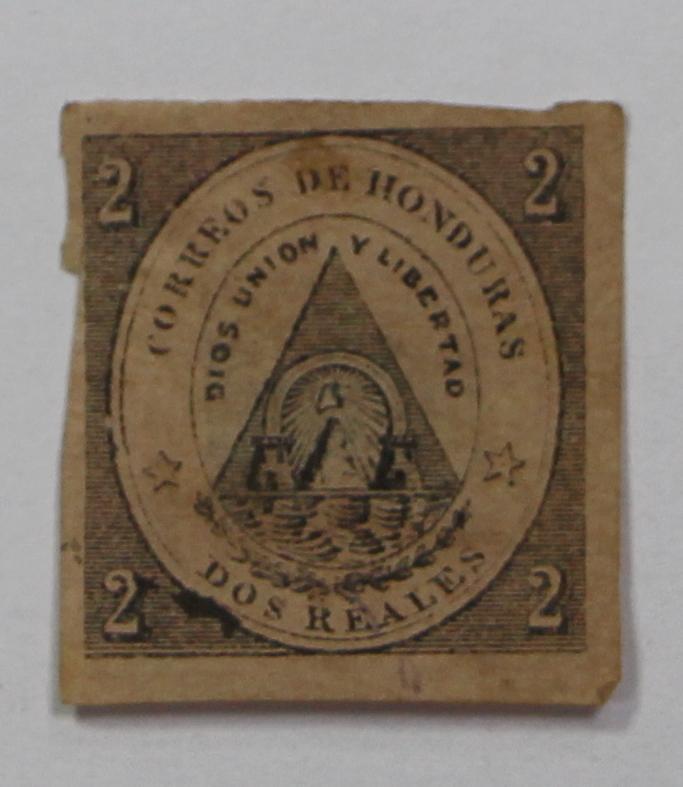 2 2
CORREOS DE HONDURAS
DIOS UNION Y LIBERTAD
DOS REALES
2 2